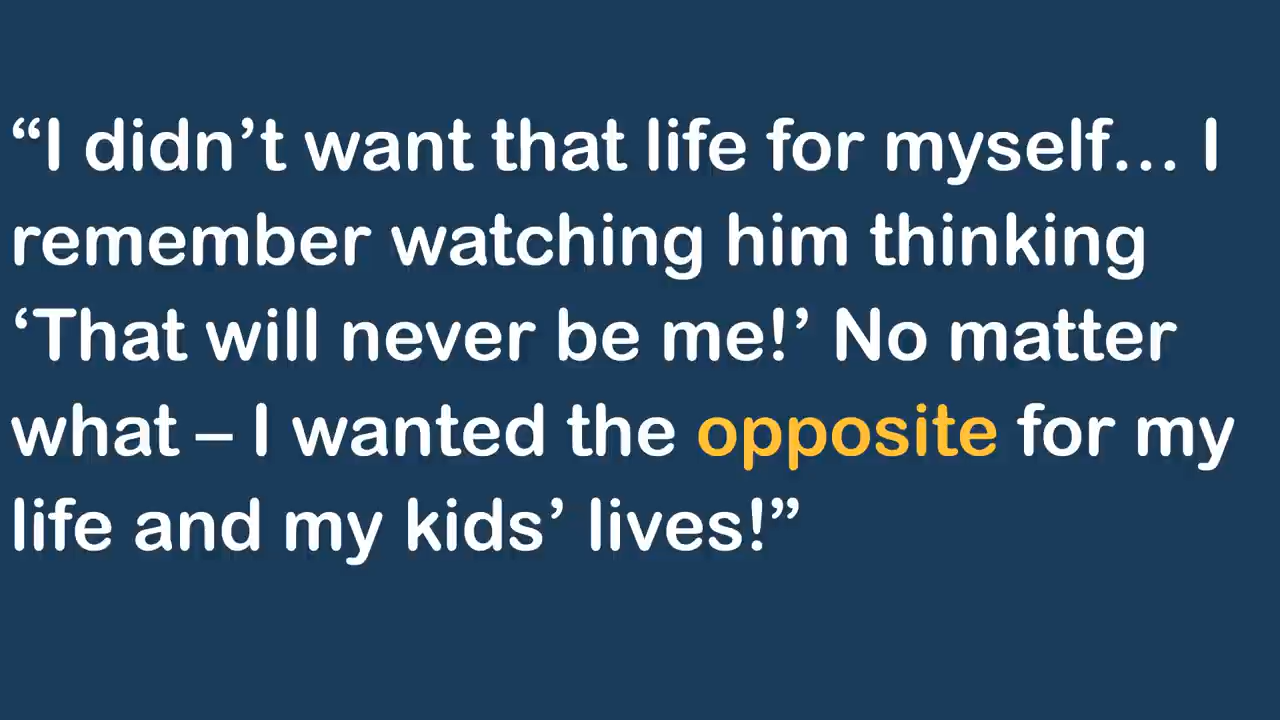 “I didn’t want that life for myself… I
remember watching him thinking
‘That will never be me!’ No matter
what – I wanted the opposite for my
life and my kids’ lives!”